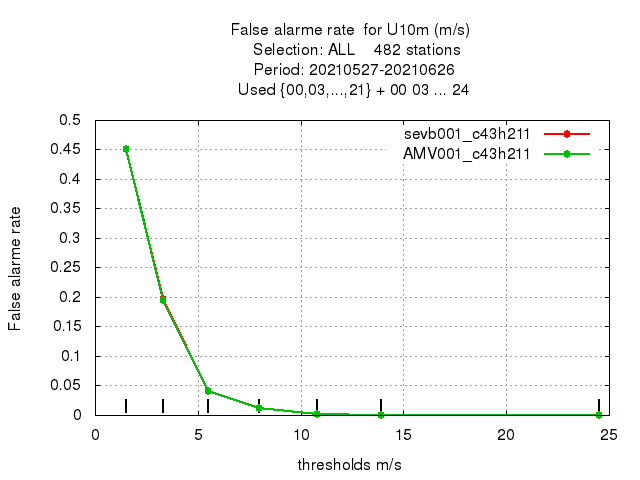 False alarme rate  for U10m (m/s)
Selection: ALL    482 stations
Period: 20210527-20210626
Used {00,03,...,21} + 00 03 ... 24
sevb001_c43h211
AMV001_c43h211
0.5
0.45
0.4
0.35
0.3
0.25
0.2
0.15
0.1
0.05
0
False alarme rate
0 5 10 15 20 25
thresholds m/s